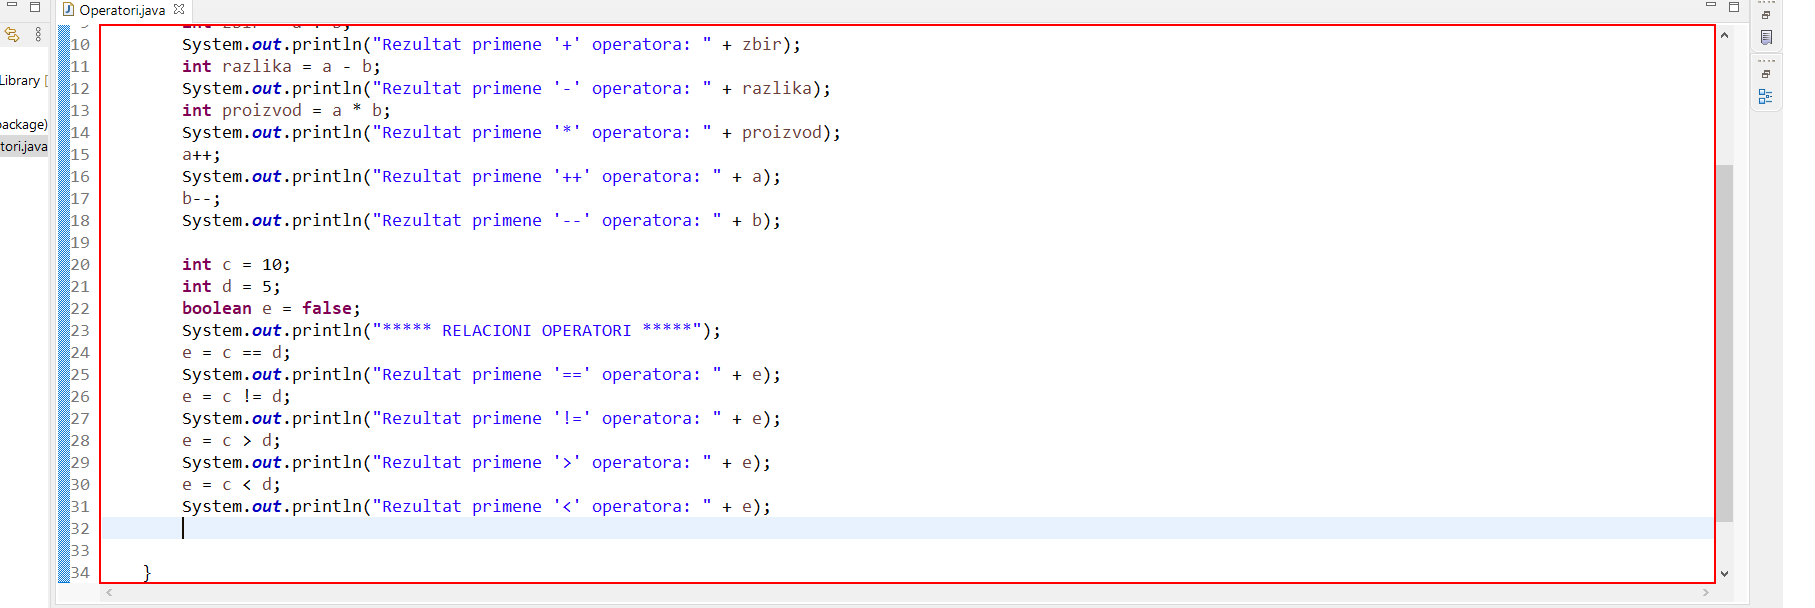 Operatori.java
Library [
package)
tori.java
10 System.out.println("Rezultat primene '+' operatora: " + zbir);
11 int razlika = a - b;
12 System.out.println("Rezultat primene '-' operatora: " + razlika);
13 int proizvod = a * b;
14 System.out.println("Rezultat primene '*' operatora: " + proizvod);
15 a++;
16 System.out.println("Rezultat primene '++' operatora: " + a);
17 b--;
18 System.out.println("Rezultat primene '--' operatora: " + b);
19
20 int c = 10;
21 int d = 5;
22 boolean e = false;
23 System.out.println("***** RELACIONI OPERATORI *****");
24 e = c == d;
25 System.out.println("Rezultat primene '==' operatora: " + e);
26 e = c != d;
27 System.out.println("Rezultat primene '!=' operatora: " + e);
28 e = c > d;
29 System.out.println("Rezultat primene '>' operatora: " + e);
30 e = c < d;
31 System.out.println("Rezultat primene '<' operatora: " + e);
32
33
34 }